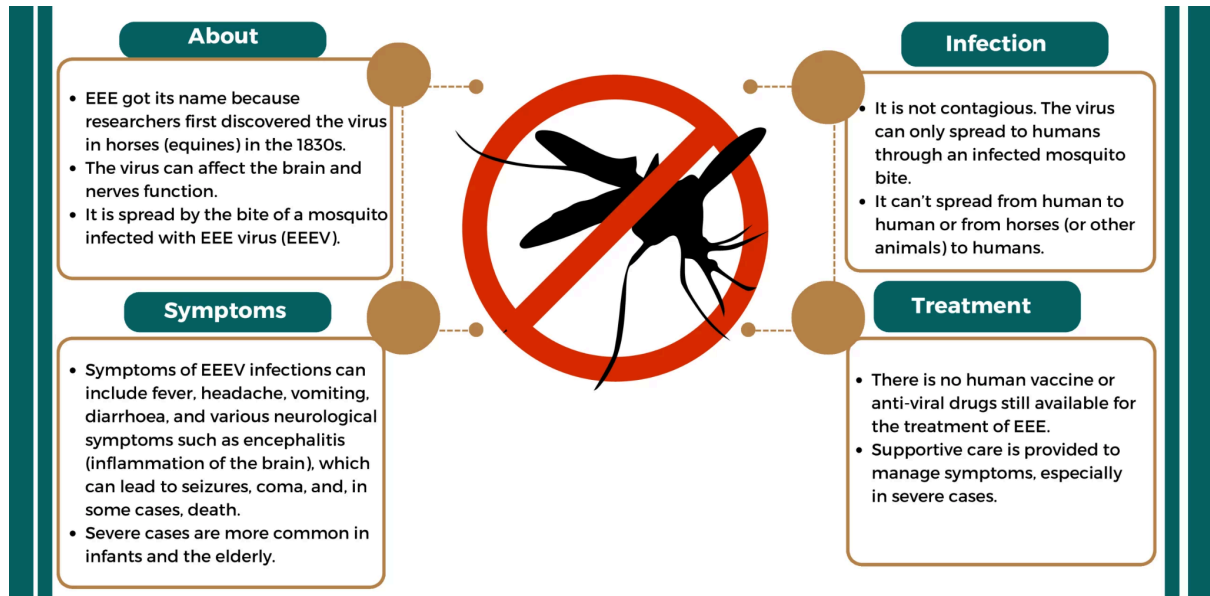 About
• EEE got its name because
researchers first discovered the virus
in horses (equines) in the 1830s.
• The virus can affect the brain and
nerves function.
• It is spread by the bite of a mosquito
infected with EEE virus (EEEV).
Symptoms
• Symptoms of EEEV infections can
include fever, headache, vomiting,
diarrhoea, and various neurological
symptoms such as encephalitis
(inflammation of the brain), which
can lead to seizures, coma, and, in
some cases, death.
• Severe cases are more common in
infants and the elderly.
Infection
• It is not contagious. The virus
can only spread to humans
through an infected mosquito
bite.
• It can't spread from human to
human or from horses (or other
animals) to humans.
Treatment
• There is no human vaccine or
anti-viral drugs still available for
the treatment of EEE.
• Supportive care is provided to
manage symptoms, especially
in severe cases.